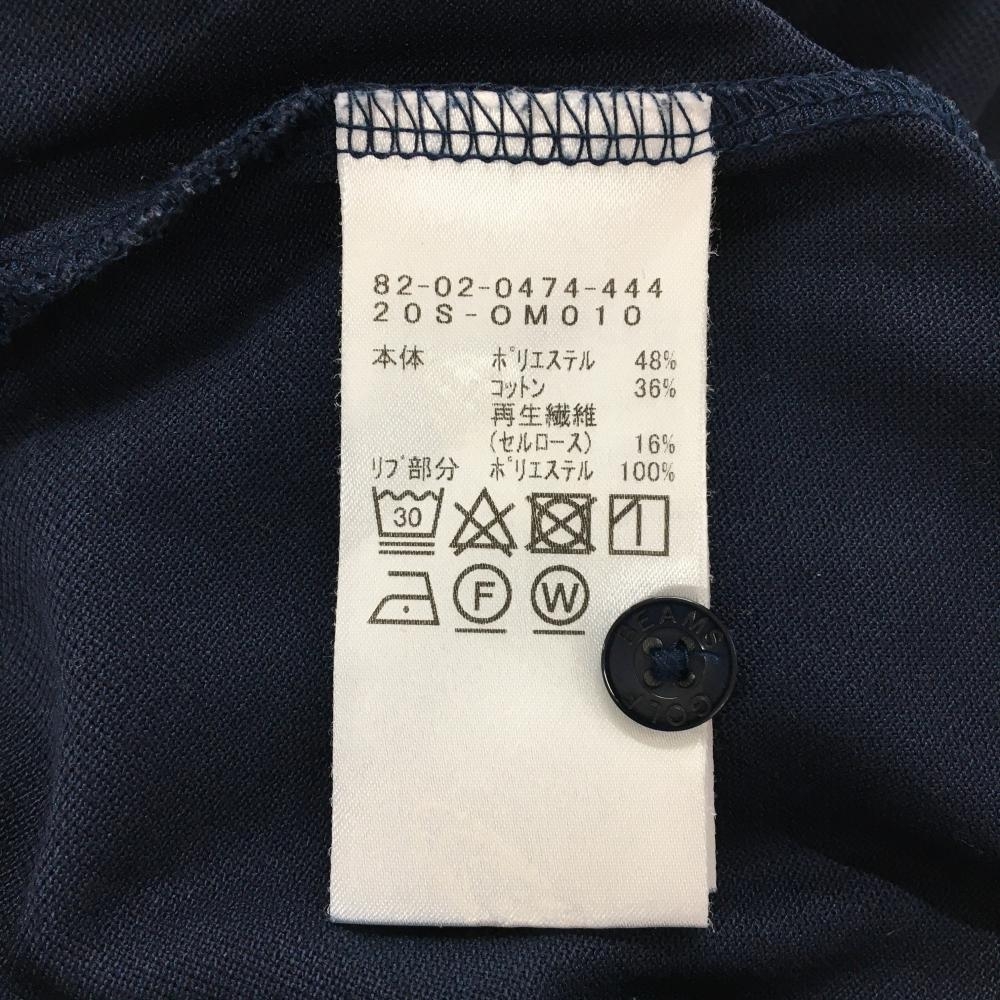 82-02-0474-444
20S-OM010
本体 ﾎﾟﾘｴｽﾃﾙ 48%
ｺｯﾄﾝ 36%
再生繊維
(ｾﾙﾛｰｽ) 16%
ﾘﾌﾞ部分 ﾎﾟﾘｴｽﾃﾙ 100%
30
F W
BEAMS
GOLF